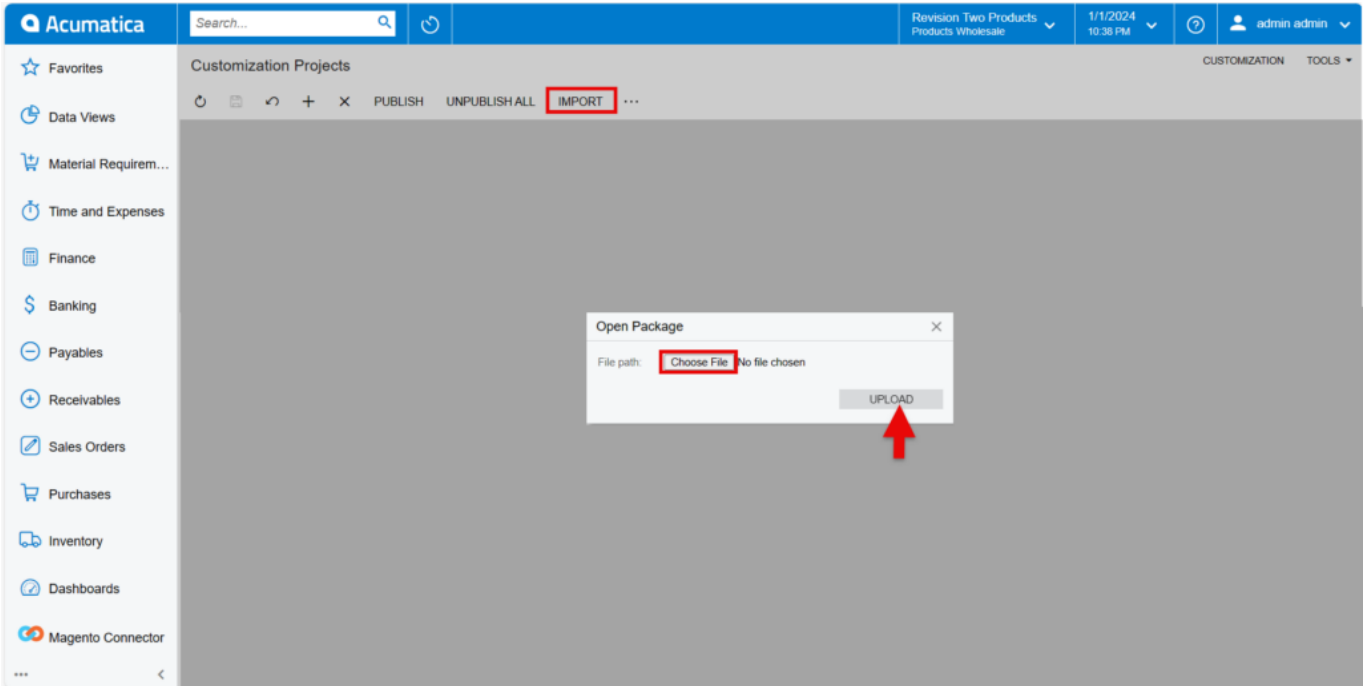 Acumatica
Search...
Revision Two Products
Products Wholesale
1/1/2024
10:38 PM
admin admin
Favorites
Data Views
Material Requirem...
Time and Expenses
Finance
Banking
Payables
Receivables
Sales Orders
Purchases
Inventory
Dashboards
Magento Connector
Customization Projects
CUSTOMIZATION TOOLS
PUBLISH UNPUBLISH ALL IMPORT ...
Open Package
File path: Choose File No file chosen
UPLOAD